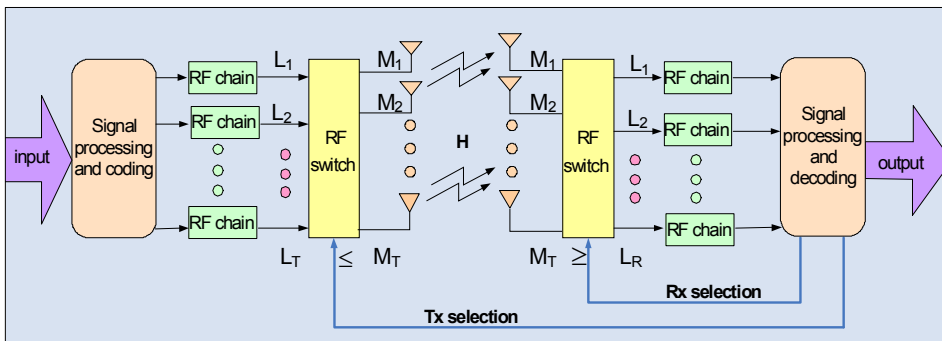 input
Signal
processing
and coding
RF chain
RF chain
RF chain
L1
L2
LT
RF
switch
≤
M1
M2
MT
H
M1
M2
MT
RF
switch
≥
L1
L2
LR
RF chain
RF chain
RF chain
Signal
processing
and
decoding
output
Rx selection
Tx selection